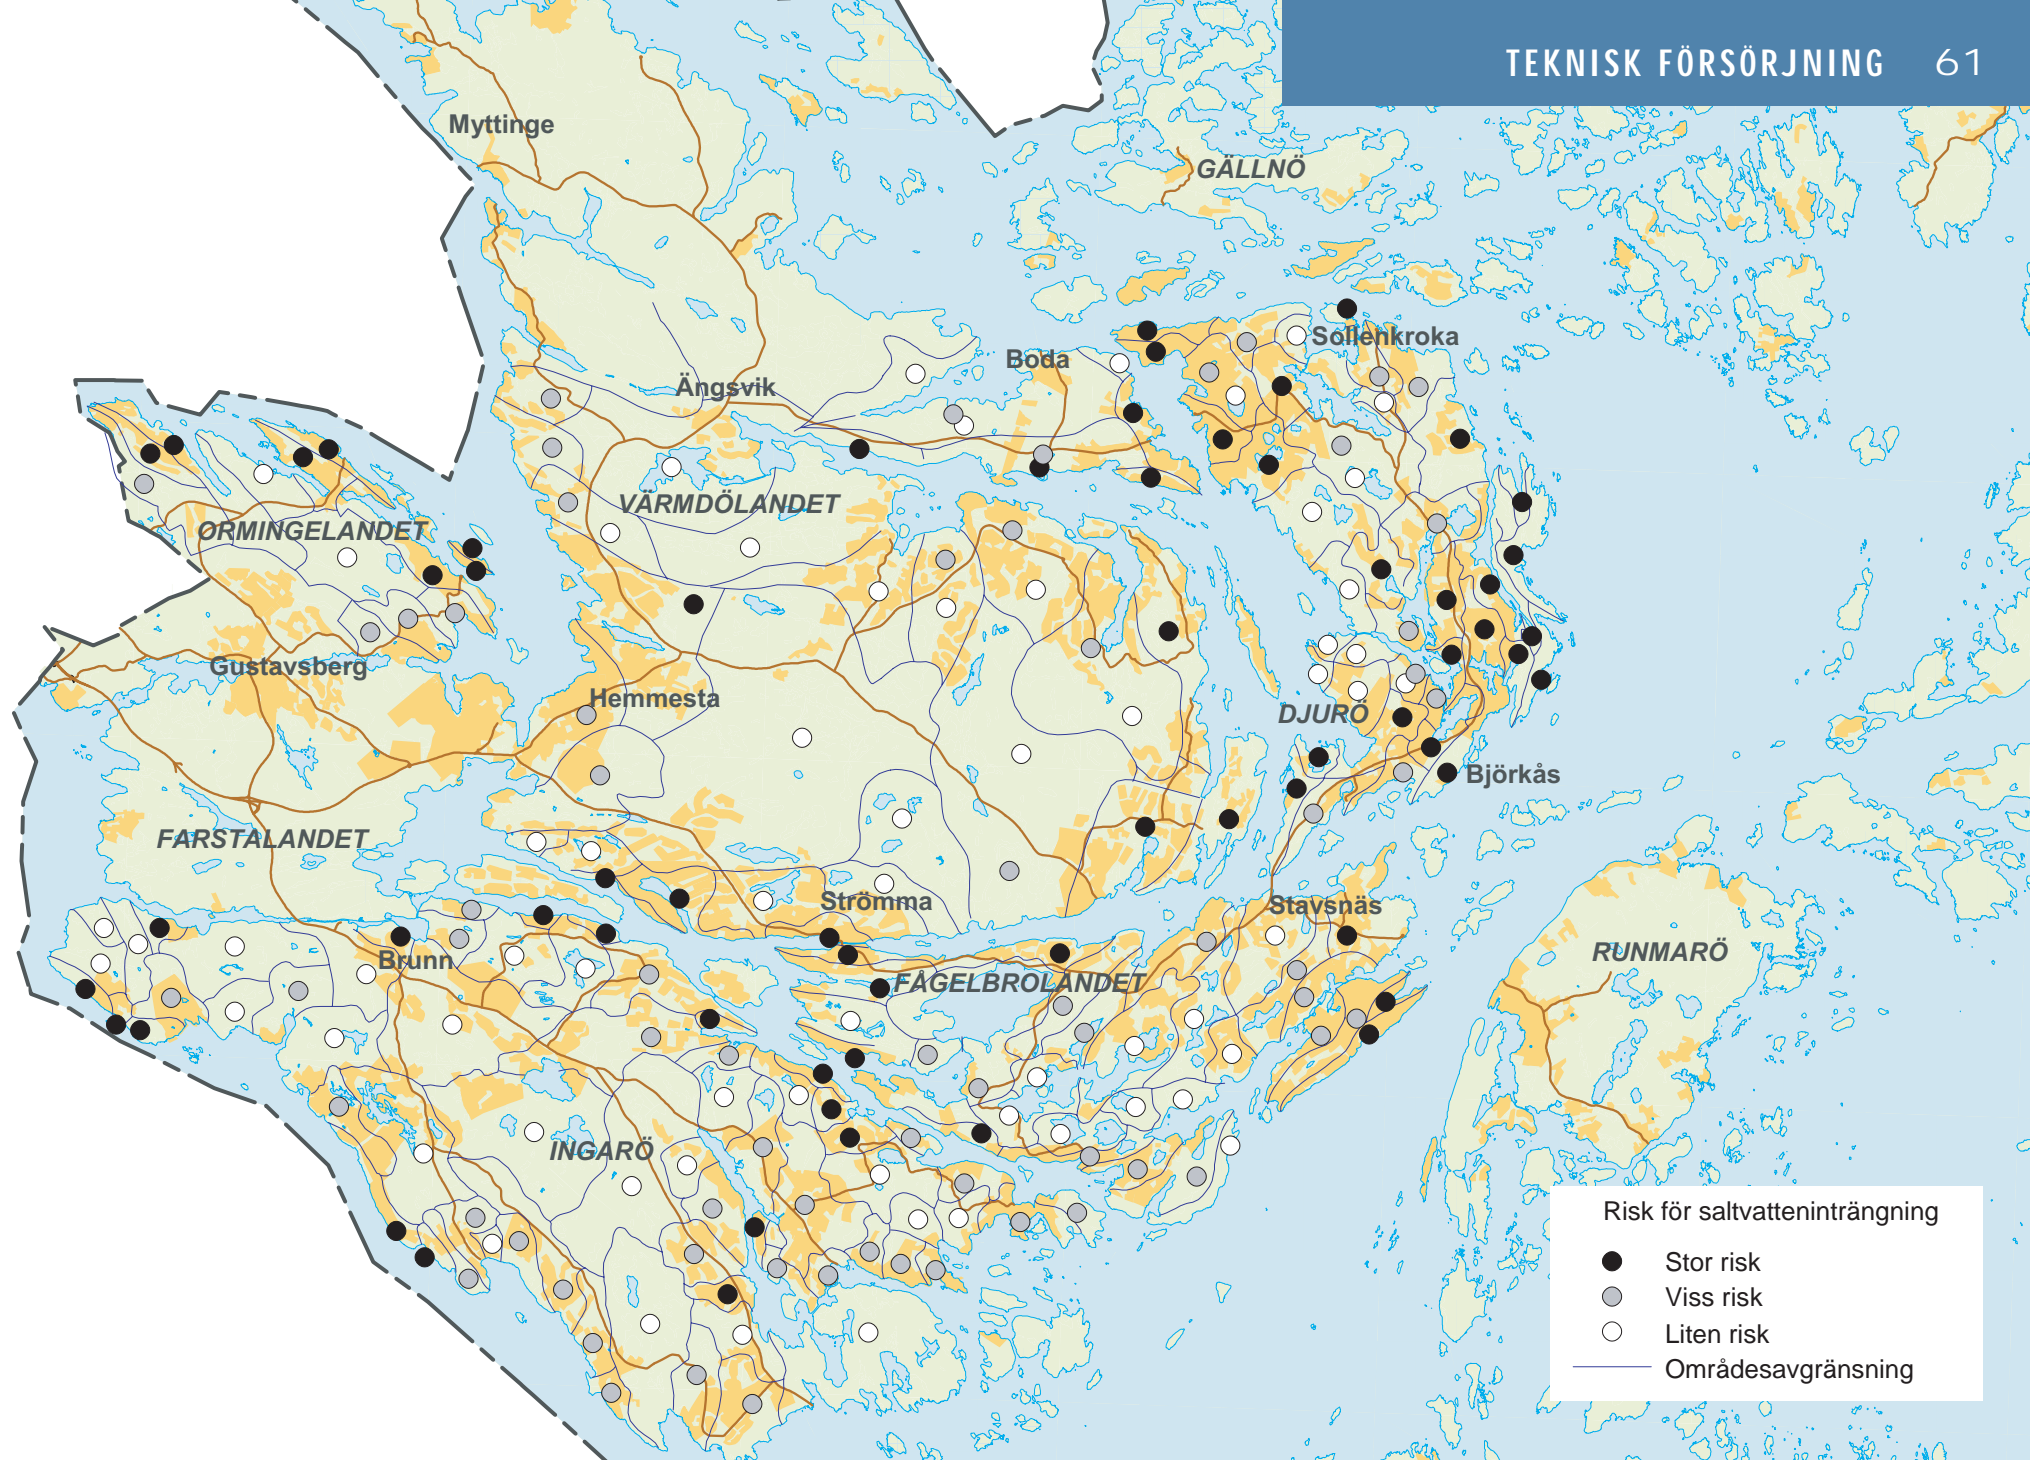 TEKNISK FÖRSÖRJNING 61
Myttinge
GÄLLNÖ
Sollenkroka
Boda
Ängsvik
VÄRMDÖLANDET
ORMINGELANDET
Gustavsberg
Hemmesta
DJURÖ
Björkås
FARSTALANDET
Strömma
Stavsnäs
Brunn
RUNMARÖ
FÅGELBROLANDET
INGARÖ
Risk för saltvatteninträngning
Stor risk
Viss risk
Liten risk
Områdesavgränsning